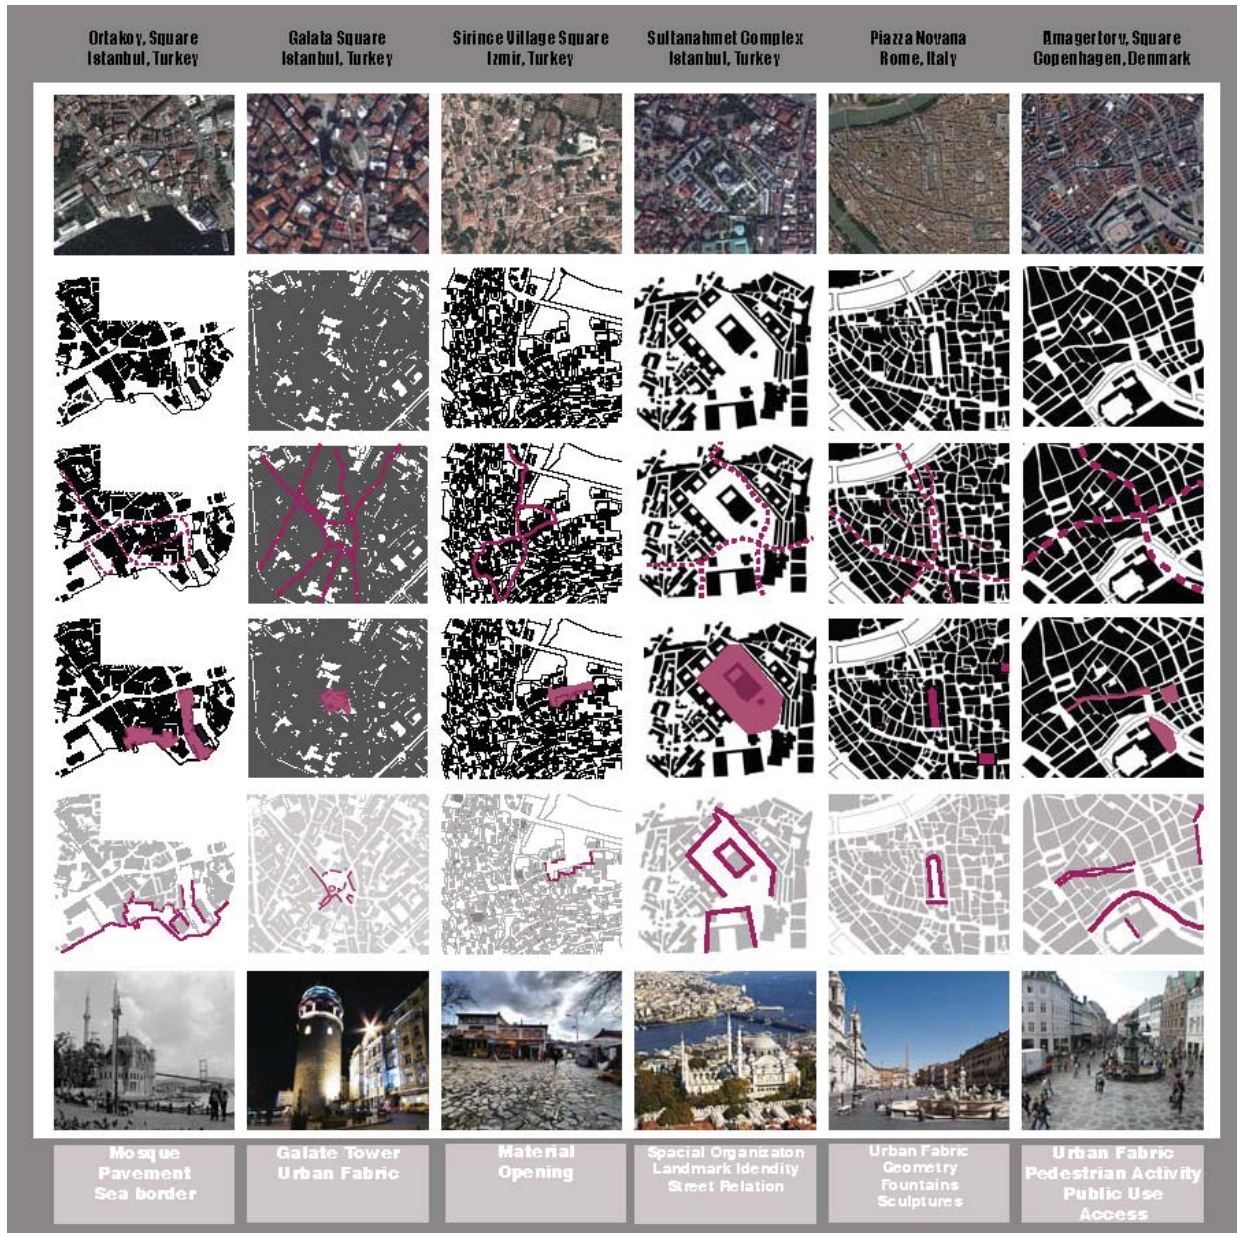 Ortakoy, Square
Istanbul, Turkey
Galata Square
Istanbul, Turkey
Sirince Village Square
Izmir, Turkey
Sultanahmet Complex
Istanbul, Turkey
Piazza Novana
Rome, Italy
Amagertorv, Square
Copenhagen, Denmark
Mosque
Pavement
Sea border
Galate Tower
Urban Fabric
Material
Opening
Spacial Organizaton
Landmark Idendity
Street Relation
Urban Fabric
Geometry
Fountains
Sculptures
Urban Fabric
Pedestrian Activity
Public Use
Access